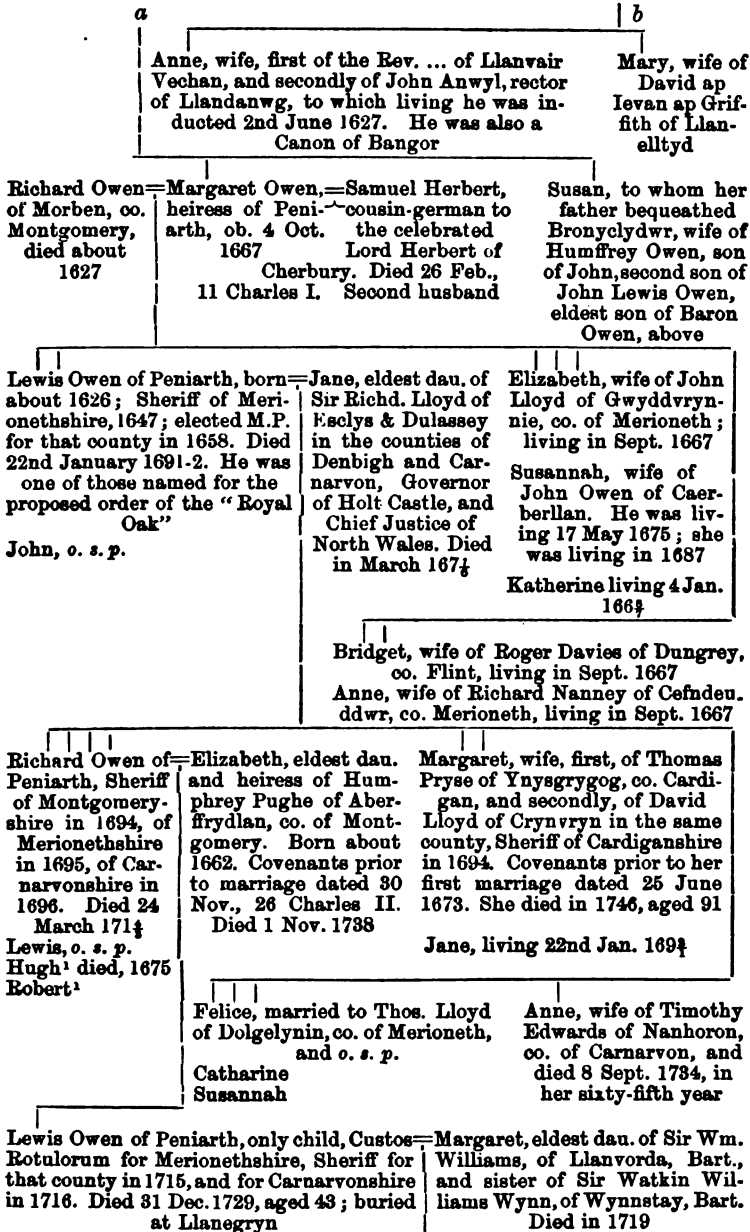 a
b
Anne, wife, first of the Rev. ... of Llanvair
Vechan, and secondly of John Anwyl, rector
of Llandanwg, to which living he was in-
ducted 2nd June 1627. He was also a
Canon of Bangor
Mary, wife of
David ap
Ievan ap Grif-
fith of Llan-
elltyd
Richard Owen=
of Morben, co.
Montgomery,
died about
1627
Margaret Owen,=
heiress of Peni-
arth, ob. 4 Oct.
1667
Samuel Herbert,
cousin-german to
the celebrated
Lord Herbert of
Cherbury. Died 26 Feb.,
11 Charles I. Second husband
Susan, to whom her
father bequeathed
Bronyclydwr, wife of
Humffrey Owen, son
of John, second son of
John Lewis Owen,
eldest son of Baron
Owen, above
Lewis Owen of Peniarth, born=
about 1626; Sheriff of Meri-
onethshire, 1647; elected M.P.
for that county in 1658. Died
22nd January 1691-2. He was
one of those named for the
proposed order of the "Royal
Oak"
John, o. s. p.
Jane, eldest dau. of
Sir Richd. Lloyd of
Esclys & Dulassey
in the counties of
Denbigh and Car-
narvon, Governor
of Holt Castle, and
Chief Justice of
North Wales. Died
in March 167
Elizabeth, wife of John
Lloyd of Gwyddvryn-
nie, co. of Merioneth;
living in Sept. 1667
Susannah, wife of
John Owen of Caer-
berllan. He was liv-
ing 17 May 1675; she
was living in 1687
Katherine living 4 Jan.
166
Bridget, wife of Roger Davies of Dungrey,
co. Flint, living in Sept. 1667
Anne, wife of Richard Nanney of Cefndeu-
ddwr, co. Merioneth, living in Sept. 1667
Richard Owen of=
Peniarth, Sheriff
of Montgomery-
shire in 1694, of
Merionethshire
in 1695, of Car-
narvonshire in
1696. Died 24
March 171
Lewis, o. s. p.
Hugh¹ died, 1675
Robert¹
Elizabeth, eldest dau.
and heiress of Hum-
phrey Pughe of Aber-
ffrydlan, co. of Mont-
gomery. Born about
1662. Covenants prior
to marriage dated 30
Nov., 26 Charles II.
Died 1 Nov. 1738
Margaret, wife, first, of Thomas
Pryse of Ynysgrygog, co. Cardi-
gan, and secondly, of David
Lloyd of Crynvryn in the same
county, Sheriff of Cardiganshire
in 1694. Covenants prior to her
first marriage dated 25 June
1673. She died in 1746, aged 91
Jane, living 22nd Jan. 169
Felice, married to Thos. Lloyd
of Dolgelynin, co. of Merioneth,
and o. s. p.
Catharine
Susannah
Anne, wife of Timothy
Edwards of Nanhoron,
co. of Carnarvon, and
died 8 Sept. 1734, in
her sixty-fifth year
Lewis Owen of Peniarth, only child, Custos=
Rotulorum for Merionethshire, Sheriff for
that county in 1715, and for Carnarvonshire
in 1716. Died 31 Dec. 1729, aged 43; buried
at Llanegryn
Margaret, eldest dau. of Sir Wm.
Williams, of Llanvorda, Bart.,
and sister of Sir Watkin Wil-
liams Wynn, of Wynnstay, Bart.
Died in 1719